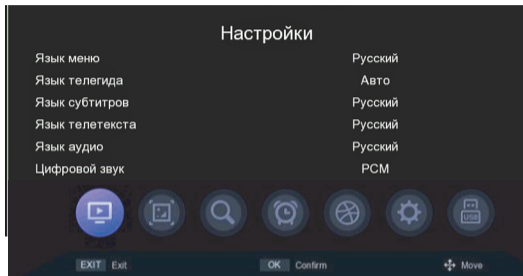 Настройки
Язык меню Русский
Язык телегида Авто
Язык субтитров Русский
Язык телетекста Русский
Язык аудио Русский
Цифровой звук PCM
USB
EXIT Exit OK Confirm Move